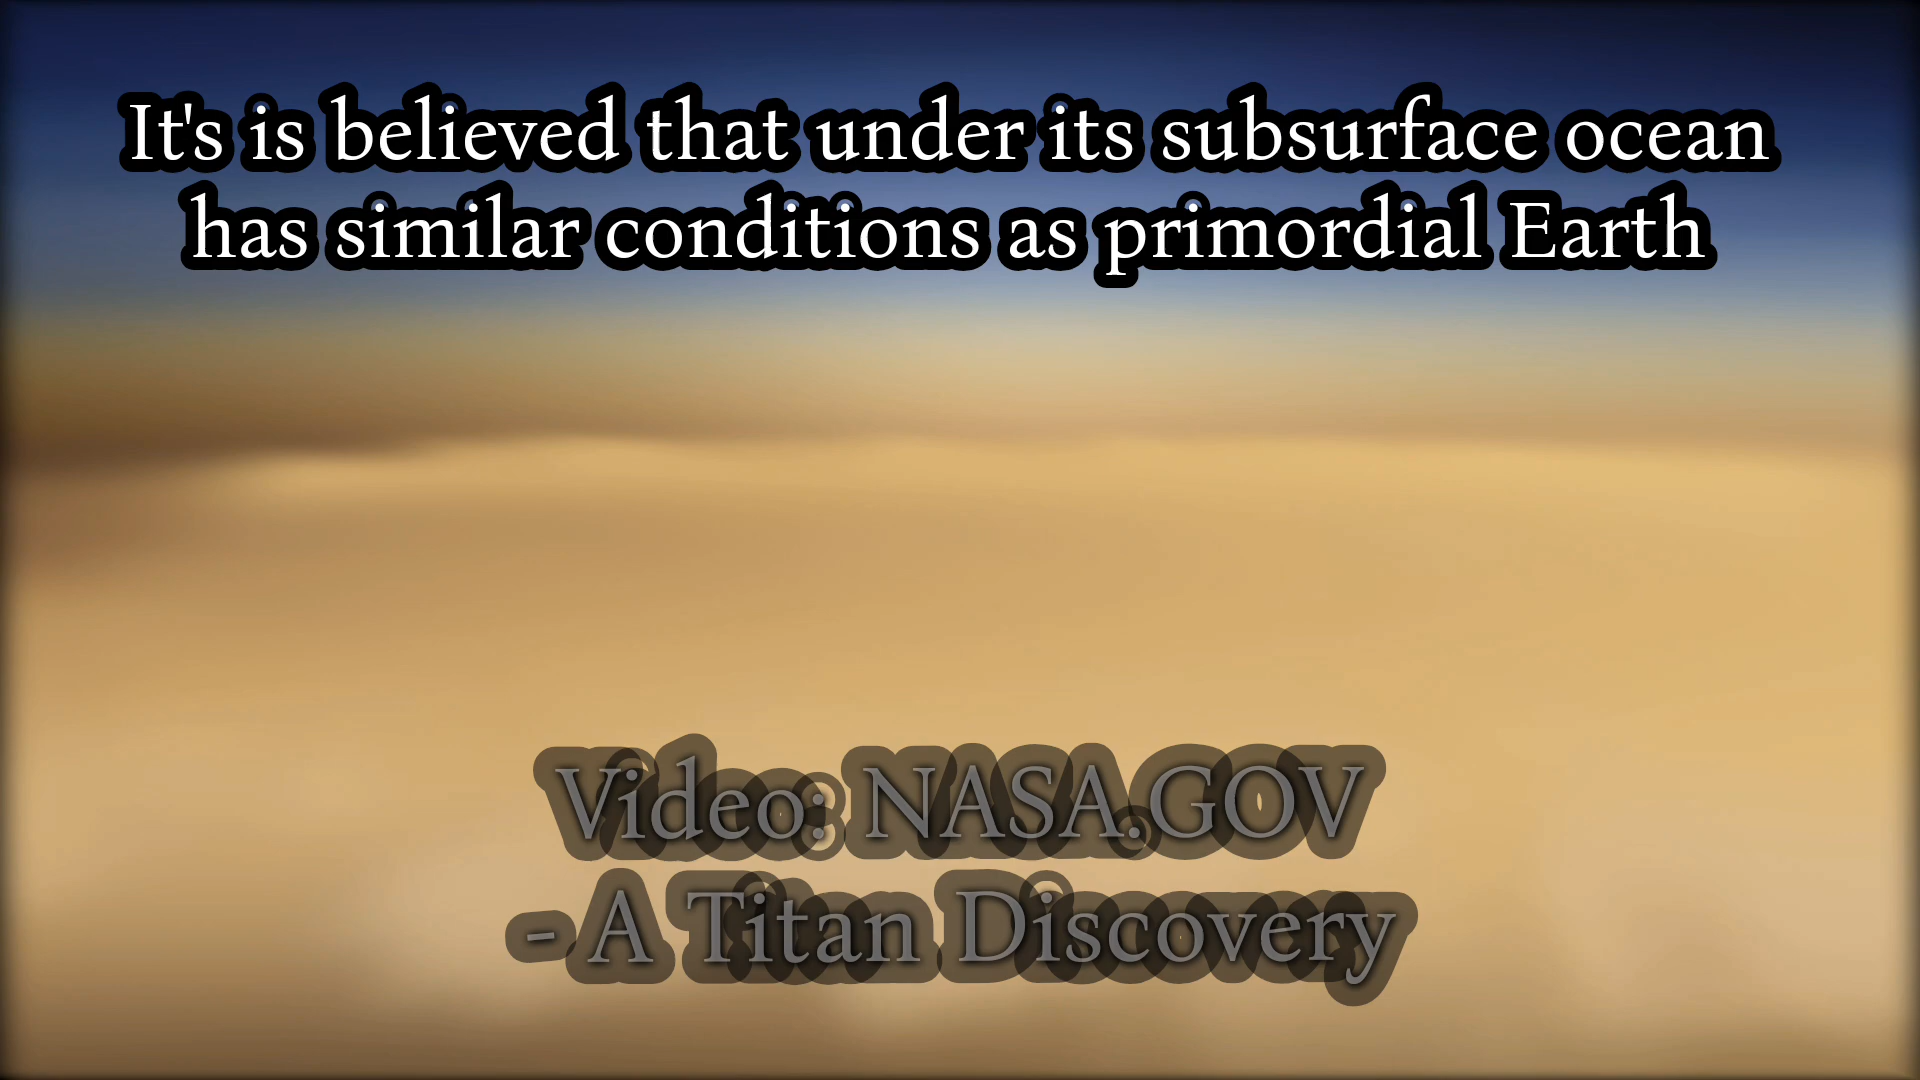 It's is believed that under its subsurface ocean
has similar conditions as primordial Earth
Video: NASA.GOV
- A Titan Discovery